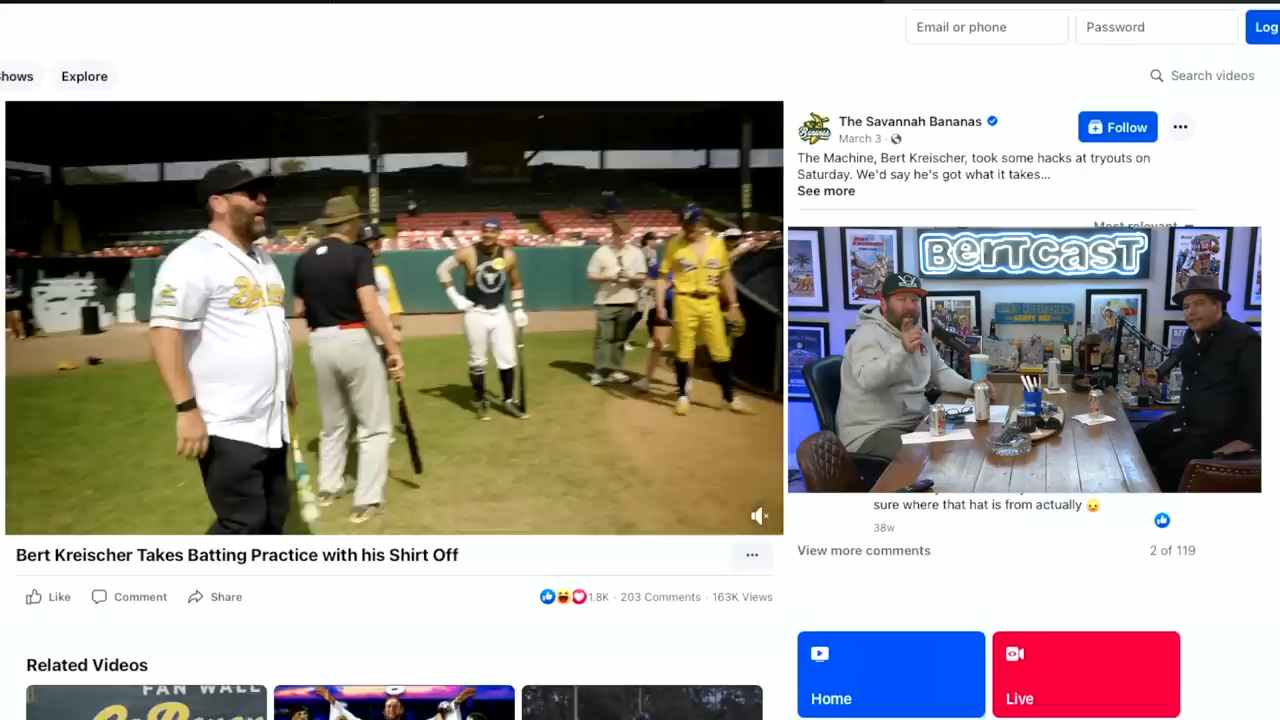 Email or phone
Password
Log
Shows
Explore
Search videos
The Savannah Bananas
March 3 ·
Follow
The Machine, Bert Kreischer, took some hacks at tryouts on
Saturday. We'd say he's got what it takes...
See more
Most relevant
BERTCAST
sure where that hat is from actually
38w
View more comments
2 of 119
Bert Kreischer Takes Batting Practice with his Shirt Off
Like
Comment
Share
1.8K · 203 Comments · 163K Views
Related Videos
FAN WALL
Home
Live